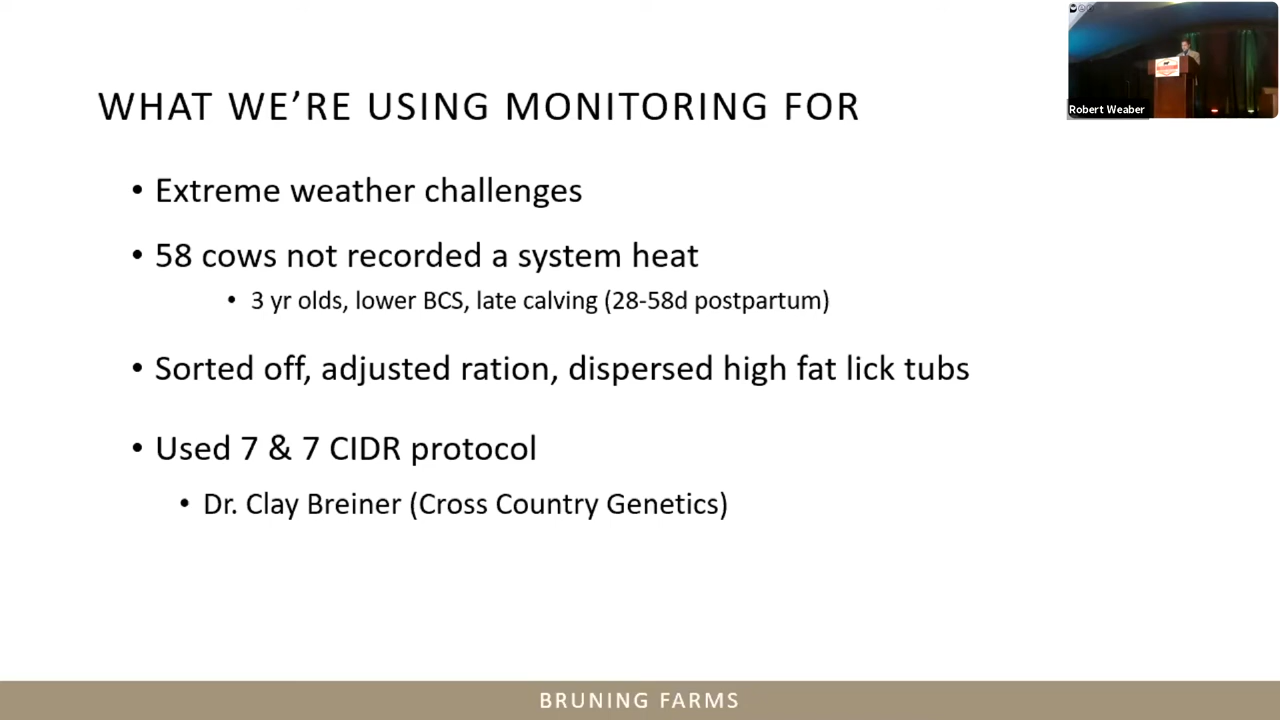 WHAT WE'RE USING MONITORING FOR
Robert Weaber
• Extreme weather challenges
• 58 cows not recorded a system heat
• 3 yr olds, lower BCS, late calving (28-58d postpartum)
• Sorted off, adjusted ration, dispersed high fat lick tubs
• Used 7 & 7 CIDR protocol
• Dr. Clay Breiner (Cross Country Genetics)
BRUNING FARMS